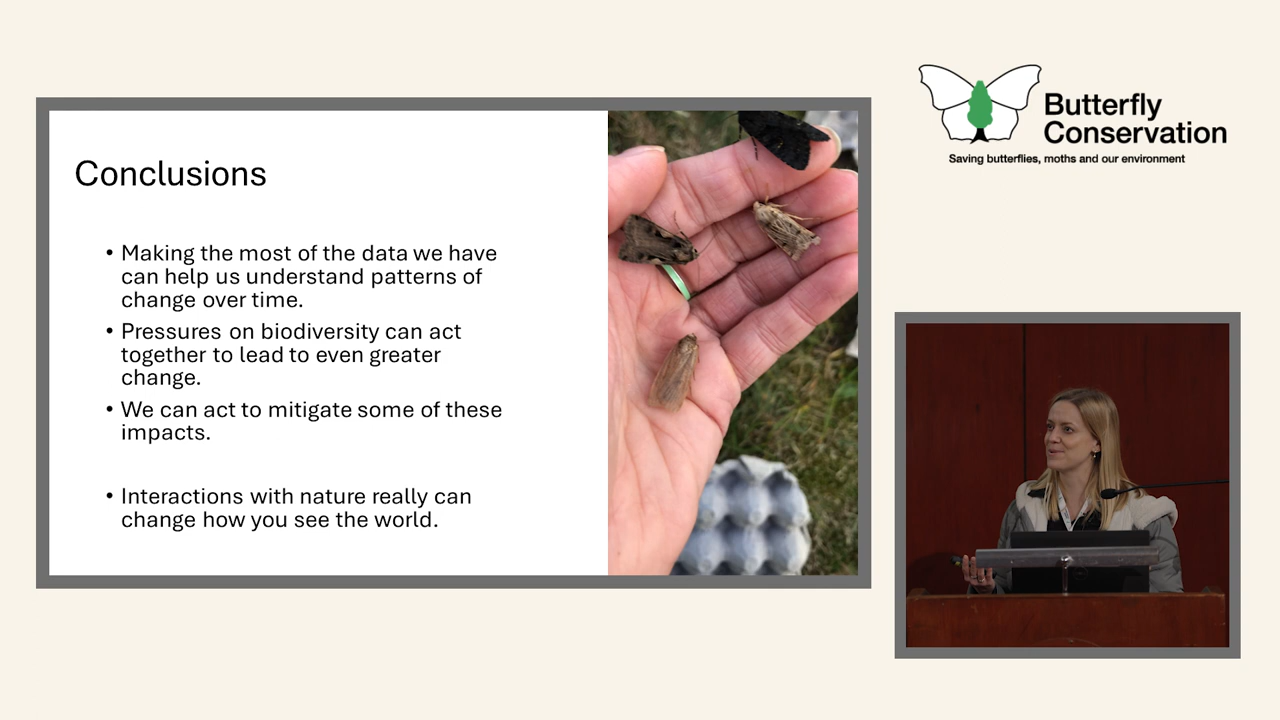 Conclusions
• Making the most of the data we have
can help us understand patterns of
change over time.
• Pressures on biodiversity can act
together to lead to even greater
change.
• We can act to mitigate some of these
impacts.
• Interactions with nature really can
change how you see the world.
Butterfly
Conservation
Saving butterflies, moths and our environment